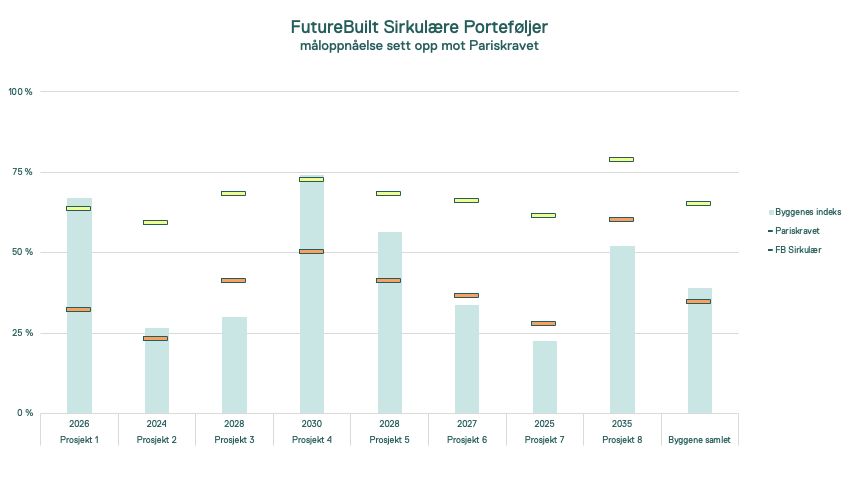 FutureBuilt Sirkulære Porteføljer
måloppnåelse sett opp mot Pariskravet
100 %
75 %
50 %
25 %
0 %
2026
2024
2028
2030
2028
2027
2025
2035
Prosjekt 1
Prosjekt 2
Prosjekt 3
Prosjekt 4
Prosjekt 5
Prosjekt 6
Prosjekt 7
Prosjekt 8
Byggene samlet
Byggenes indeks
Pariskravet
FB Sirkulær